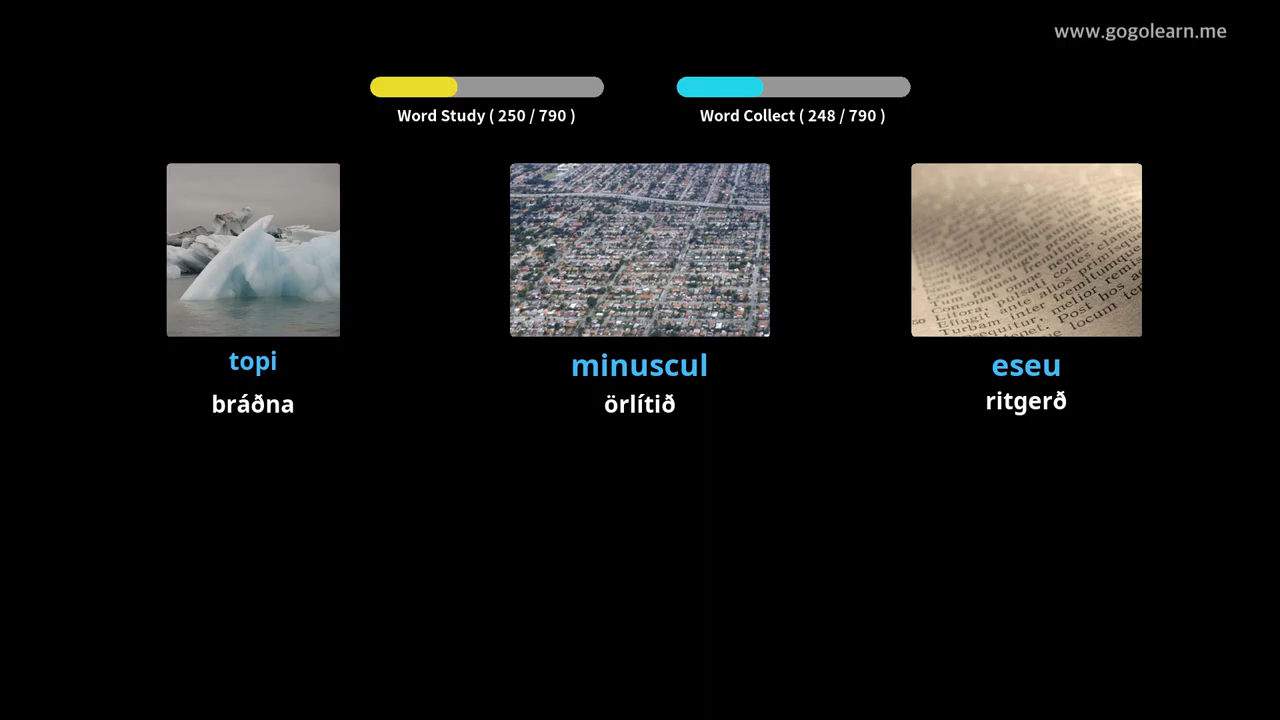 www.gogolearn.me
Word Study ( 250 / 790 )
Word Collect ( 248 / 790 )
topi
bráðna
minuscul
örlítið
eseu
ritgerð